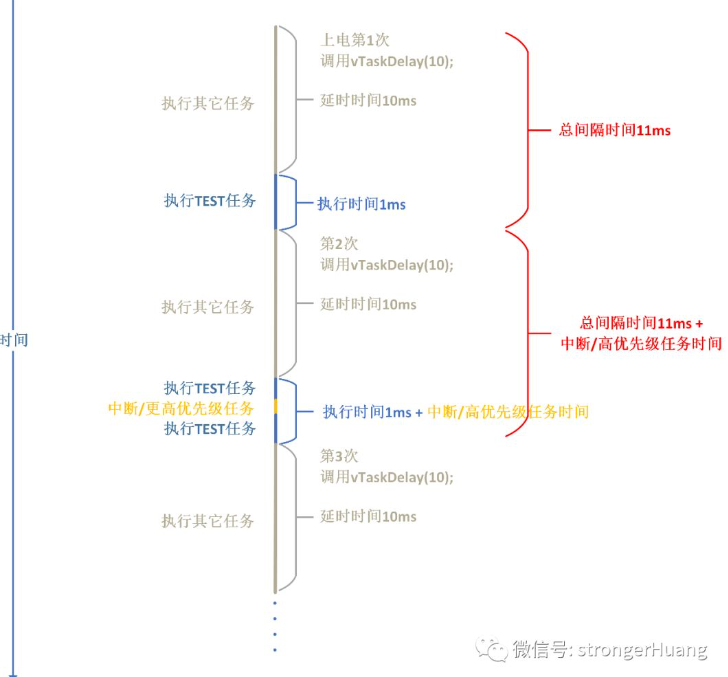 上电第1次
调用vTaskDelay(10);
执行其它任务
延时时间10ms
总间隔时间11ms
执行TEST任务
执行时间1ms
第2次
调用vTaskDelay(10);
执行其它任务
延时时间10ms
总间隔时间11ms +
中断/高优先级任务时间
时间
执行TEST任务
中断/更高优先级任务
执行时间1ms + 中断/高优先级任务时间
执行TEST任务
第3次
调用vTaskDelay(10);
执行其它任务
延时时间10ms
微信号: strongerHuang